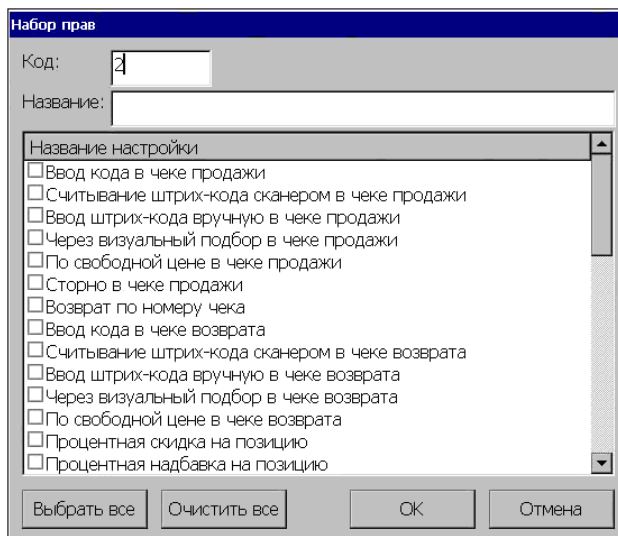 Набор прав
Код: 2
Название:
Название настройки
Ввод кода в чеке продажи
Считывание штрих-кода сканером в чеке продажи
Ввод штрих-кода вручную в чеке продажи
Через визуальный подбор в чеке продажи
По свободной цене в чеке продажи
Сторно в чеке продажи
Возврат по номеру чека
Ввод кода в чеке возврата
Считывание штрих-кода сканером в чеке возврата
Ввод штрих-кода вручную в чеке возврата
Через визуальный подбор в чеке возврата
По свободной цене в чеке возврата
Процентная скидка на позицию
Процентная надбавка на позицию
Выбрать все Очистить все OK Отмена